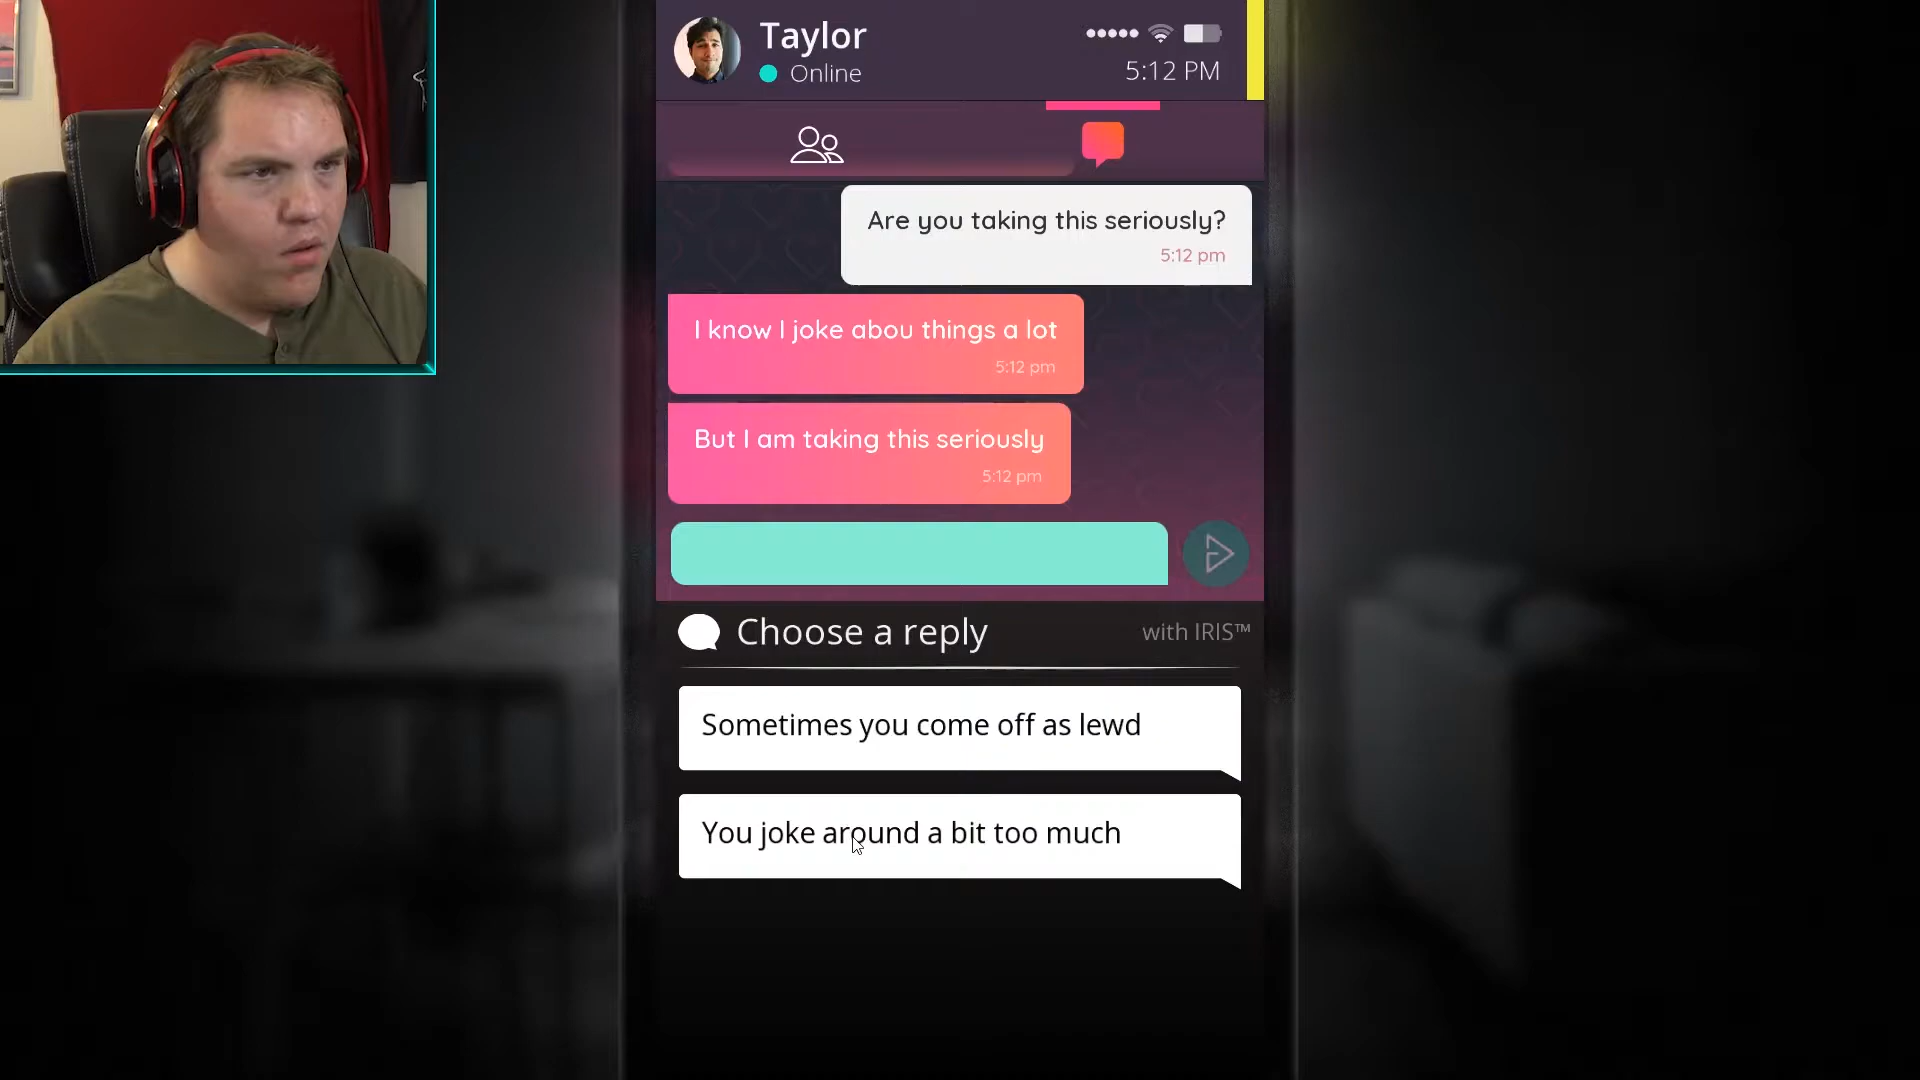 Taylor
Online
5:12 PM
Are you taking this seriously?
5:12 pm
I know I joke abou things a lot
5:12 pm
But I am taking this seriously
5:12 pm
Choose a reply
with IRIS™
Sometimes you come off as lewd
You joke around a bit too much